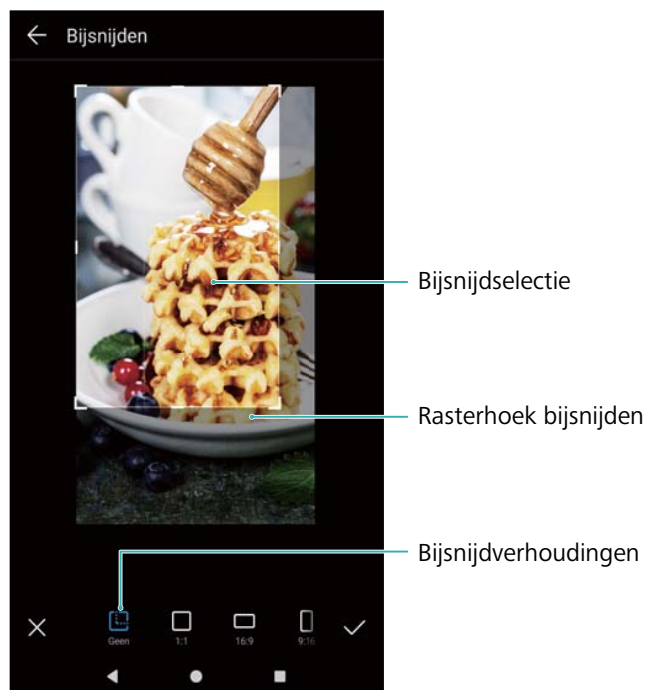 Bijsnijden
Bijsnijdselectie
Rasterhoek bijsnijden
Bijsnijdverhoudingen
Geen 1:1 16:9 9:16